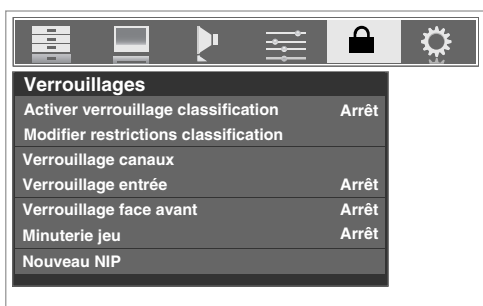 Verrouillages
Activer verrouillage classification Arrêt
Modifier restrictions classification
Verrouillage canaux
Verrouillage entrée Arrêt
Verrouillage face avant Arrêt
Minuterie jeu Arrêt
Nouveau NIP